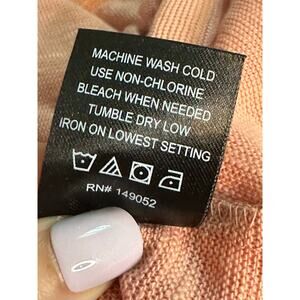 MACHINE WASH COLD
USE NON-CHLORINE
BLEACH WHEN NEEDED
TUMBLE DRY LOW
IRON ON LOWEST SETTING
RN# 149052